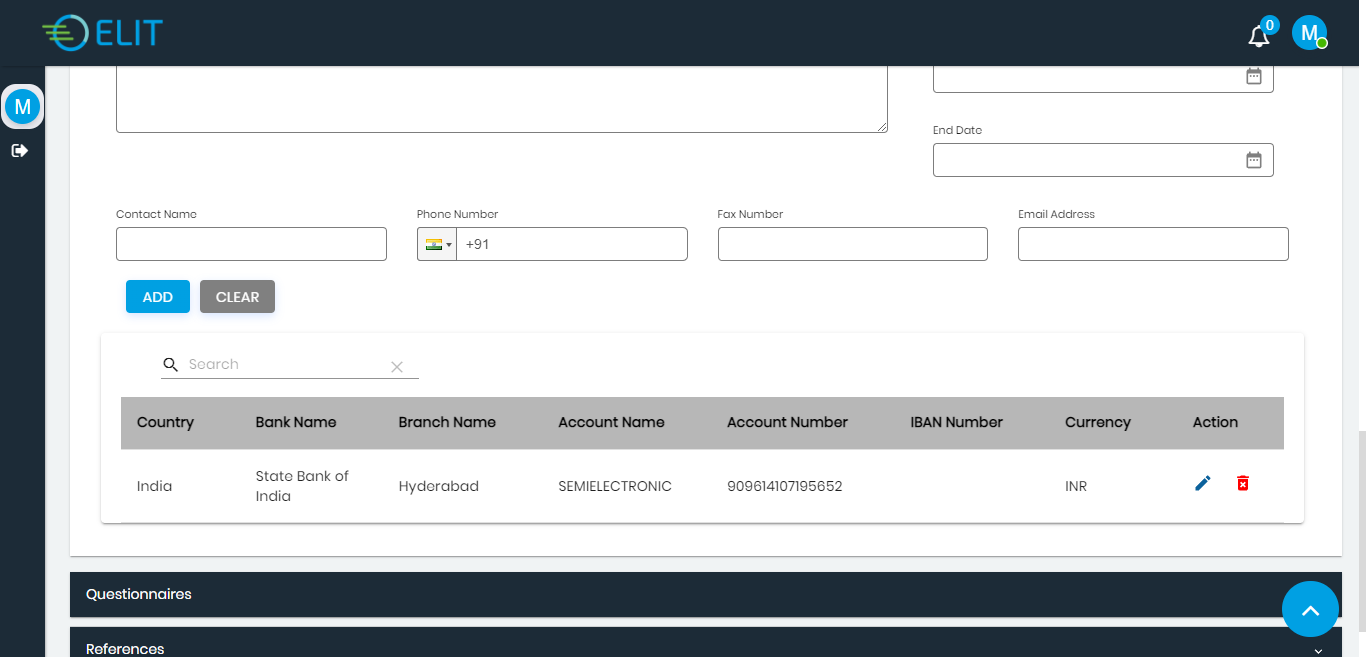 ELIT
0
M
M
End Date
Contact Name
Phone Number
Fax Number
Email Address
+91
ADD
CLEAR
Search
Country
Bank Name
Branch Name
Account Name
Account Number
IBAN Number
Currency
Action
India
State Bank of
India
Hyderabad
SEMIELECTRONIC
909614107195652
INR
Questionnaires
References